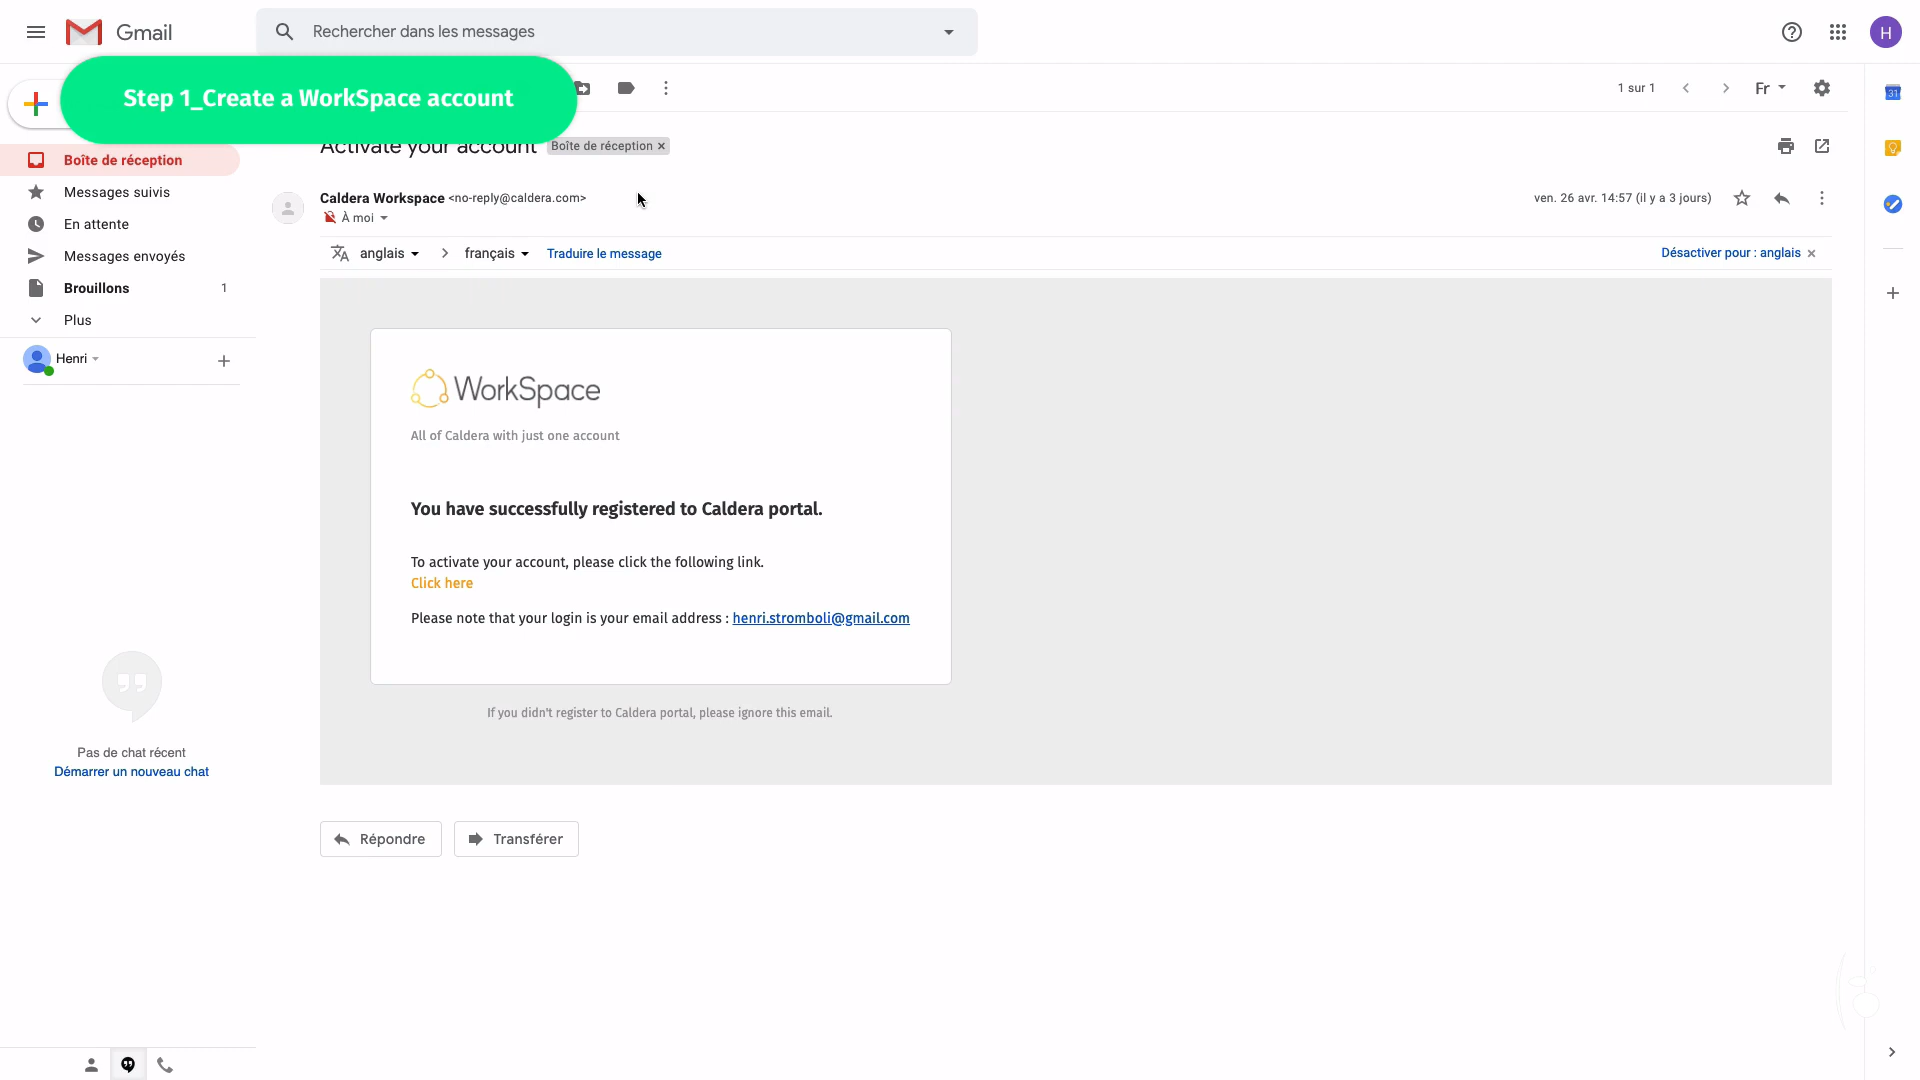 Gmail
Rechercher dans les messages
H
Step 1_Create a WorkSpace account
1 sur 1
Fr
31
Activate your account
Boîte de réception ×
Boîte de réception
Messages suivis
En attente
Messages envoyés
Brouillons 1
Plus
Henri
Caldera Workspace <no-reply@caldera.com>
ven. 26 avr. 14:57 (il y a 3 jours)
À moi
anglais
français
Traduire le message
Désactiver pour : anglais ×
WorkSpace
All of Caldera with just one account
You have successfully registered to Caldera portal.
To activate your account, please click the following link.
Click here
Please note that your login is your email address : henri.stromboli@gmail.com
If you didn't register to Caldera portal, please ignore this email.
Pas de chat récent
Démarrer un nouveau chat
Répondre
Transférer